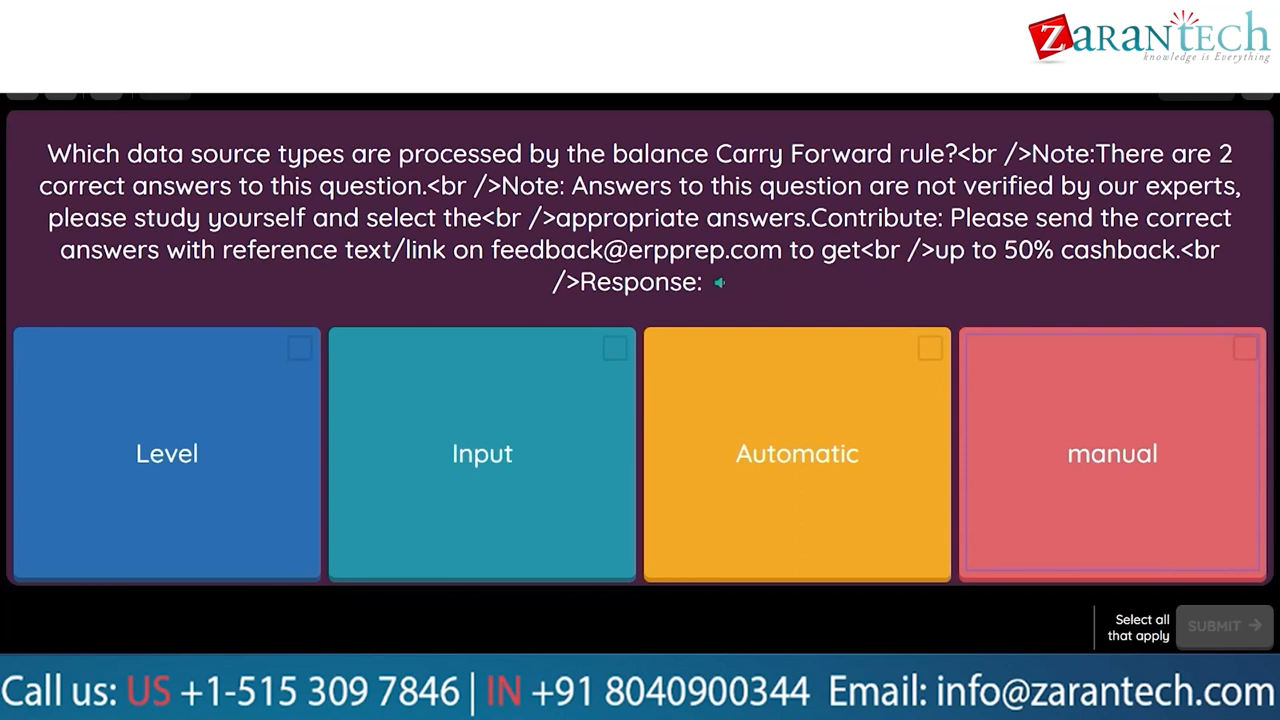 ZARANTECH
knowledge is Everything
Which data source types are processed by the balance Carry Forward rule?<br />Note:There are 2
correct answers to this question.<br />Note: Answers to this question are not verified by our experts,
please study yourself and select the<br />appropriate answers.Contribute: Please send the correct
answers with reference text/link on feedback@erpprep.com to get<br />up to 50% cashback.<br
/>Response:
Level
Input
Automatic
manual
Select all
that apply
SUBMIT
Call us: US +1-515 309 7846 | IN +91 8040900344 Email: info@zarantech.com